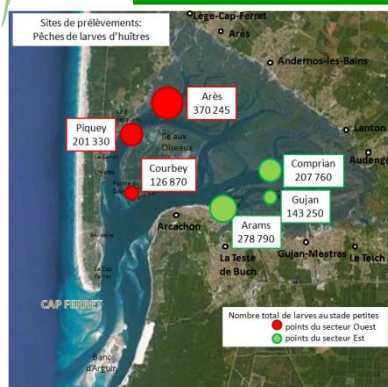 Sites de prélèvements:
Pêches de larves d'huîtres
Lège-Cap-Ferret
Arès
Andernos-les-Bains
Arès
370 245
Piquey
201 330
Lanton
Île aux
Oiseaux
Audenge
Comprian
207 760
Courbey
126 870
Gujan
143 250
Arcachon
Arams
278 790
La Teste
de Buch
Gujan-Mestras
Le Teich
CAP FERRET
Banc
d'Arguin
Nombre total de larves au stade petites
points du secteur Ouest
points du secteur Est